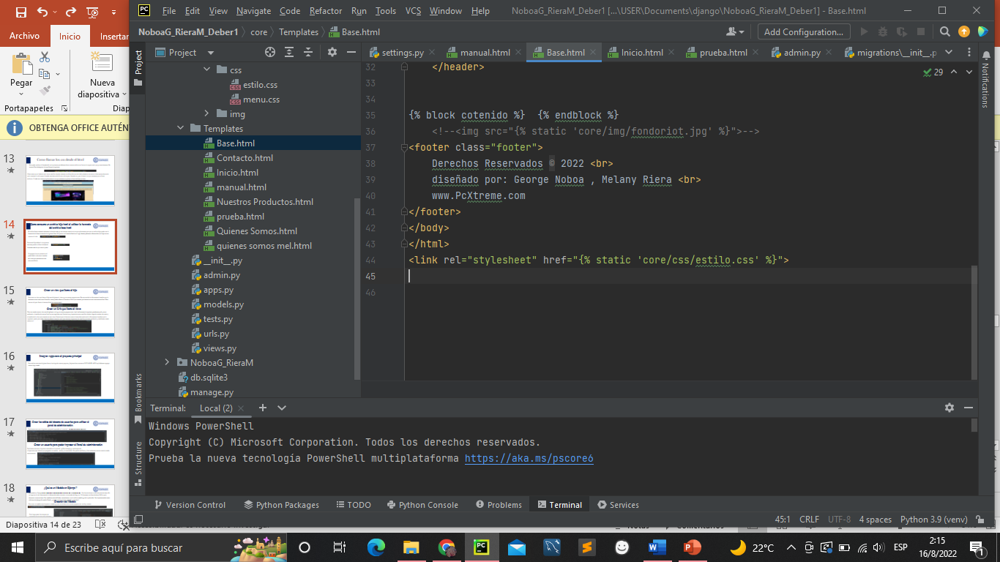 Archivo Inicio Insertar
Pegar
Nueva
diapositiva
Portapapeles
Diap
OBTENGA OFFICE AUTÉN
13
14
15
16
17
18
Diapositiva 14 de 23
PC File Edit View Navigate Code Refactor Run Tools VCS Window Help NoboaG_RieraM_Deber1 [...\USER\Documents\django\NoboaG_RieraM_Deber1] - Base.html
NoboaG_RieraM_Deber1 core Templates Base.html Add Configuration...
Project
Project
settings.py manual.html Base.html Inicio.html prueba.html admin.py migrations\__init__.p
Notifications
css
estilo.css
menu.css
img
Templates
Base.html
Contacto.html
Inicio.html
manual.html
Nuestros Productos.html
prueba.html
Quienes Somos.html
quienes somos mel.html
__init__.py
admin.py
apps.py
models.py
tests.py
urls.py
views.py
NoboaG_RieraM
db.sqlite3
manage.py
29
32 </header>
33
34
35 {% block cotenido %}  {% endblock %}
36 <!--<img src="{% static 'core/img/fondoriot.jpg' %}">-->
37 <footer class="footer">
38 Derechos Reservados © 2022 <br>
39 diseñado por: George Noboa , Melany Riera <br>
40 www.PcXtreme.com
41 </footer>
42 </body>
43 </html>
44 <link rel="stylesheet" href="{% static 'core/css/estilo.css' %}">
45
46
Bookmarks
Structure
Terminal: Local (2)
Windows PowerShell
Copyright (C) Microsoft Corporation. Todos los derechos reservados.
Prueba la nueva tecnología PowerShell multiplataforma https://aka.ms/pscore6
Version Control Python Packages TODO Python Console Problems Terminal Services
45:1 CRLF UTF-8 4 spaces Python 3.9 (venv)
Escribe aquí para buscar
22°C
ESP
2:15
16/8/2022
1